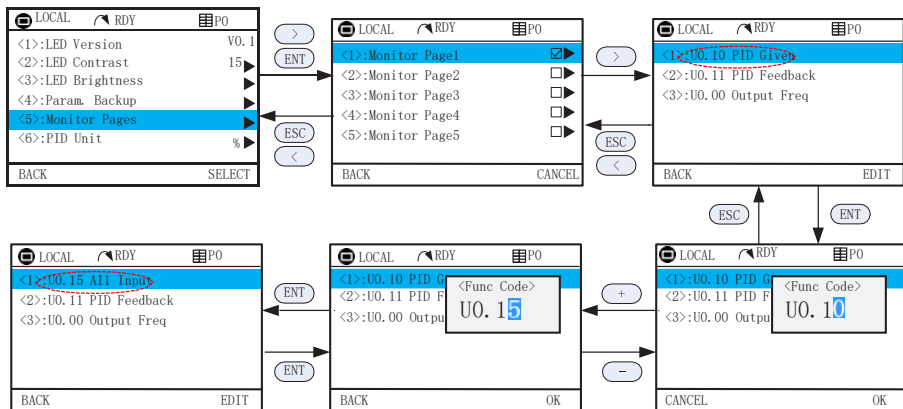 LOCAL RDY P0
<1>:LED Version V0.1
<2>:LED Contrast 15
<3>:LED Brightness
<4>:Param. Backup
<5>:Monitor Pages
<6>:PID Unit %
BACK SELECT
>
ENT
ESC
<
LOCAL RDY P0
<1>:Monitor Page1
<2>:Monitor Page2
<3>:Monitor Page3
<4>:Monitor Page4
<5>:Monitor Page5
BACK CANCEL
>
ESC
<
LOCAL RDY P0
<1>:U0.10 PID Given
<2>:U0.11 PID Feedback
<3>:U0.00 Output Freq
BACK EDIT
ESC
ENT
LOCAL RDY P0
<1>:U0.15 AI1 Input
<2>:U0.11 PID Feedback
<3>:U0.00 Output Freq
BACK EDIT
ENT
ENT
LOCAL RDY P0
<1>:U0.10 PID G
<2>:U0.11 PID F
<3>:U0.00 Outpu
<Func Code>
U0.15
BACK OK
+
−
LOCAL RDY P0
<1>:U0.10 PID G
<2>:U0.11 PID F
<3>:U0.00 Outpu
<Func Code>
U0.10
CANCEL OK